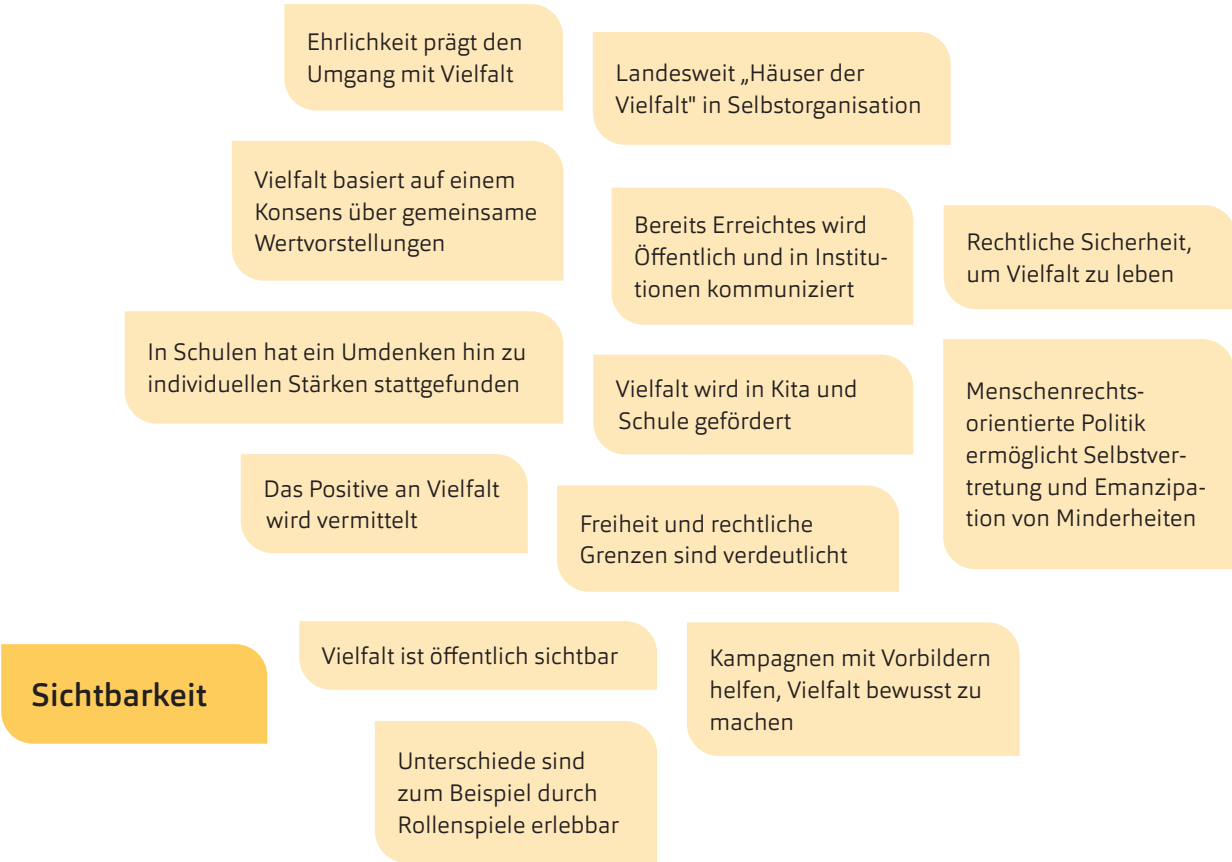 Ehrlichkeit prägt den
Umgang mit Vielfalt
Landesweit „Häuser der
Vielfalt" in Selbstorganisation
Vielfalt basiert auf einem
Konsens über gemeinsame
Wertvorstellungen
Bereits Erreichtes wird
Öffentlich und in Institu-
tionen kommuniziert
Rechtliche Sicherheit,
um Vielfalt zu leben
In Schulen hat ein Umdenken hin zu
individuellen Stärken stattgefunden
Vielfalt wird in Kita und
Schule gefördert
Menschenrechts-
orientierte Politik
ermöglicht Selbstver-
tretung und Emanzipa-
tion von Minderheiten
Das Positive an Vielfalt
wird vermittelt
Freiheit und rechtliche
Grenzen sind verdeutlicht
Sichtbarkeit
Vielfalt ist öffentlich sichtbar
Kampagnen mit Vorbildern
helfen, Vielfalt bewusst zu
machen
Unterschiede sind
zum Beispiel durch
Rollenspiele erlebbar